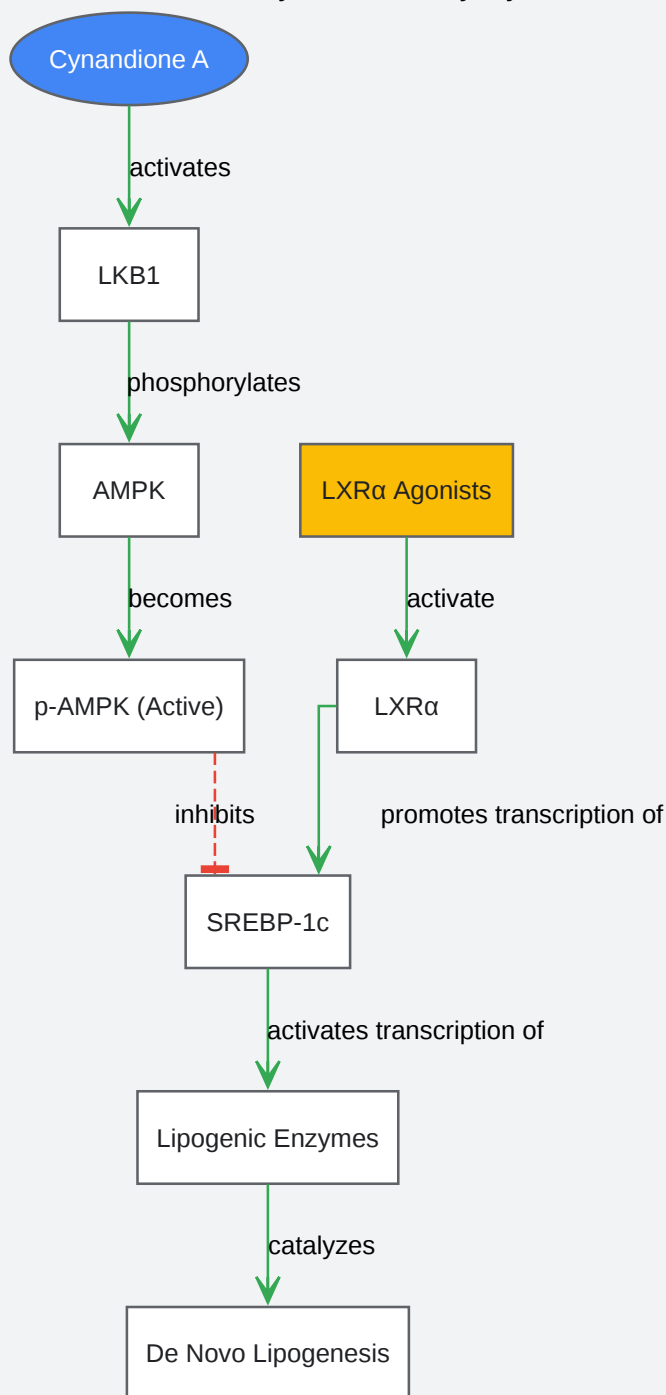 Cynandione A
activates
LKB1
phosphorylates
AMPK
LXRα Agonists
becomes
activate
p-AMPK (Active)
LXRα
inhibits
promotes transcription of
SREBP-1c
activates transcription of
Lipogenic Enzymes
catalyzes
De Novo Lipogenesis